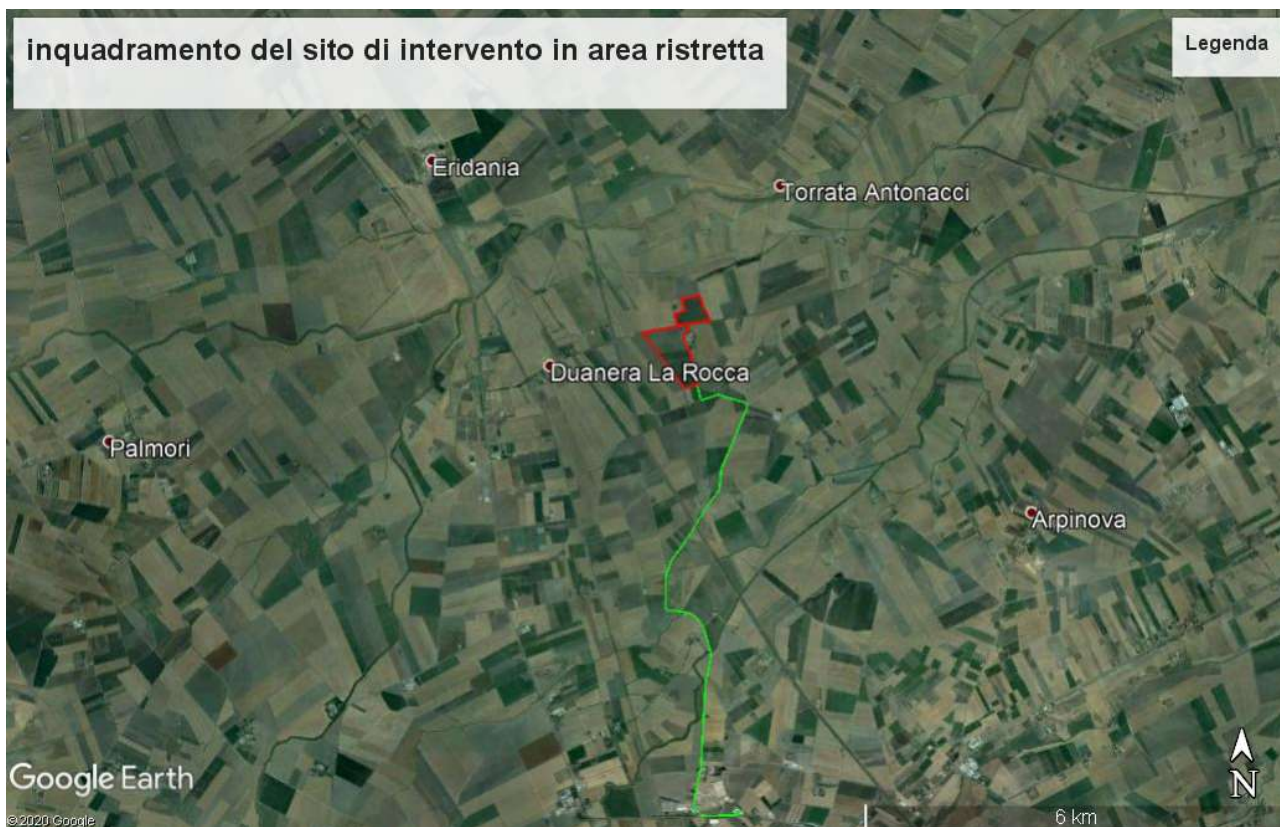 inquadramento del sito di intervento in area ristretta
Legenda
Eridania
Torrata Antonacci
Duanera La Rocca
Palmori
Arpinova
Google Earth
N
©2020 Google
6 km